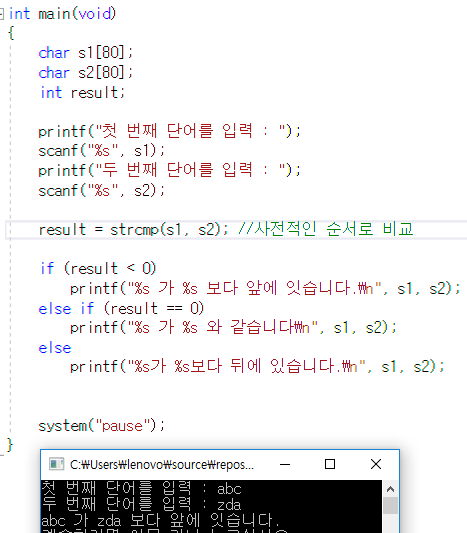 int main(void)
{
char s1[80];
char s2[80];
int result;
printf("첫 번째 단어를 입력 : ");
scanf("%s", s1);
printf("두 번째 단어를 입력 : ");
scanf("%s", s2);
result = strcmp(s1, s2); //사전적인 순서로 비교
if (result < 0)
printf("%s 가 %s 보다 앞에 잇습니다.₩n", s1, s2);
else if (result == 0)
printf("%s 가 %s 와 같습니다₩n", s1, s2);
else
printf("%s가 %s보다 뒤에 있습니다.₩n", s1, s2);
system("pause");
}
C:₩Users₩lenovo₩source₩repos...
첫 번째 단어를 입력 : abc
두 번째 단어를 입력 : zda
abc 가 zda 보다 앞에 잇습니다.